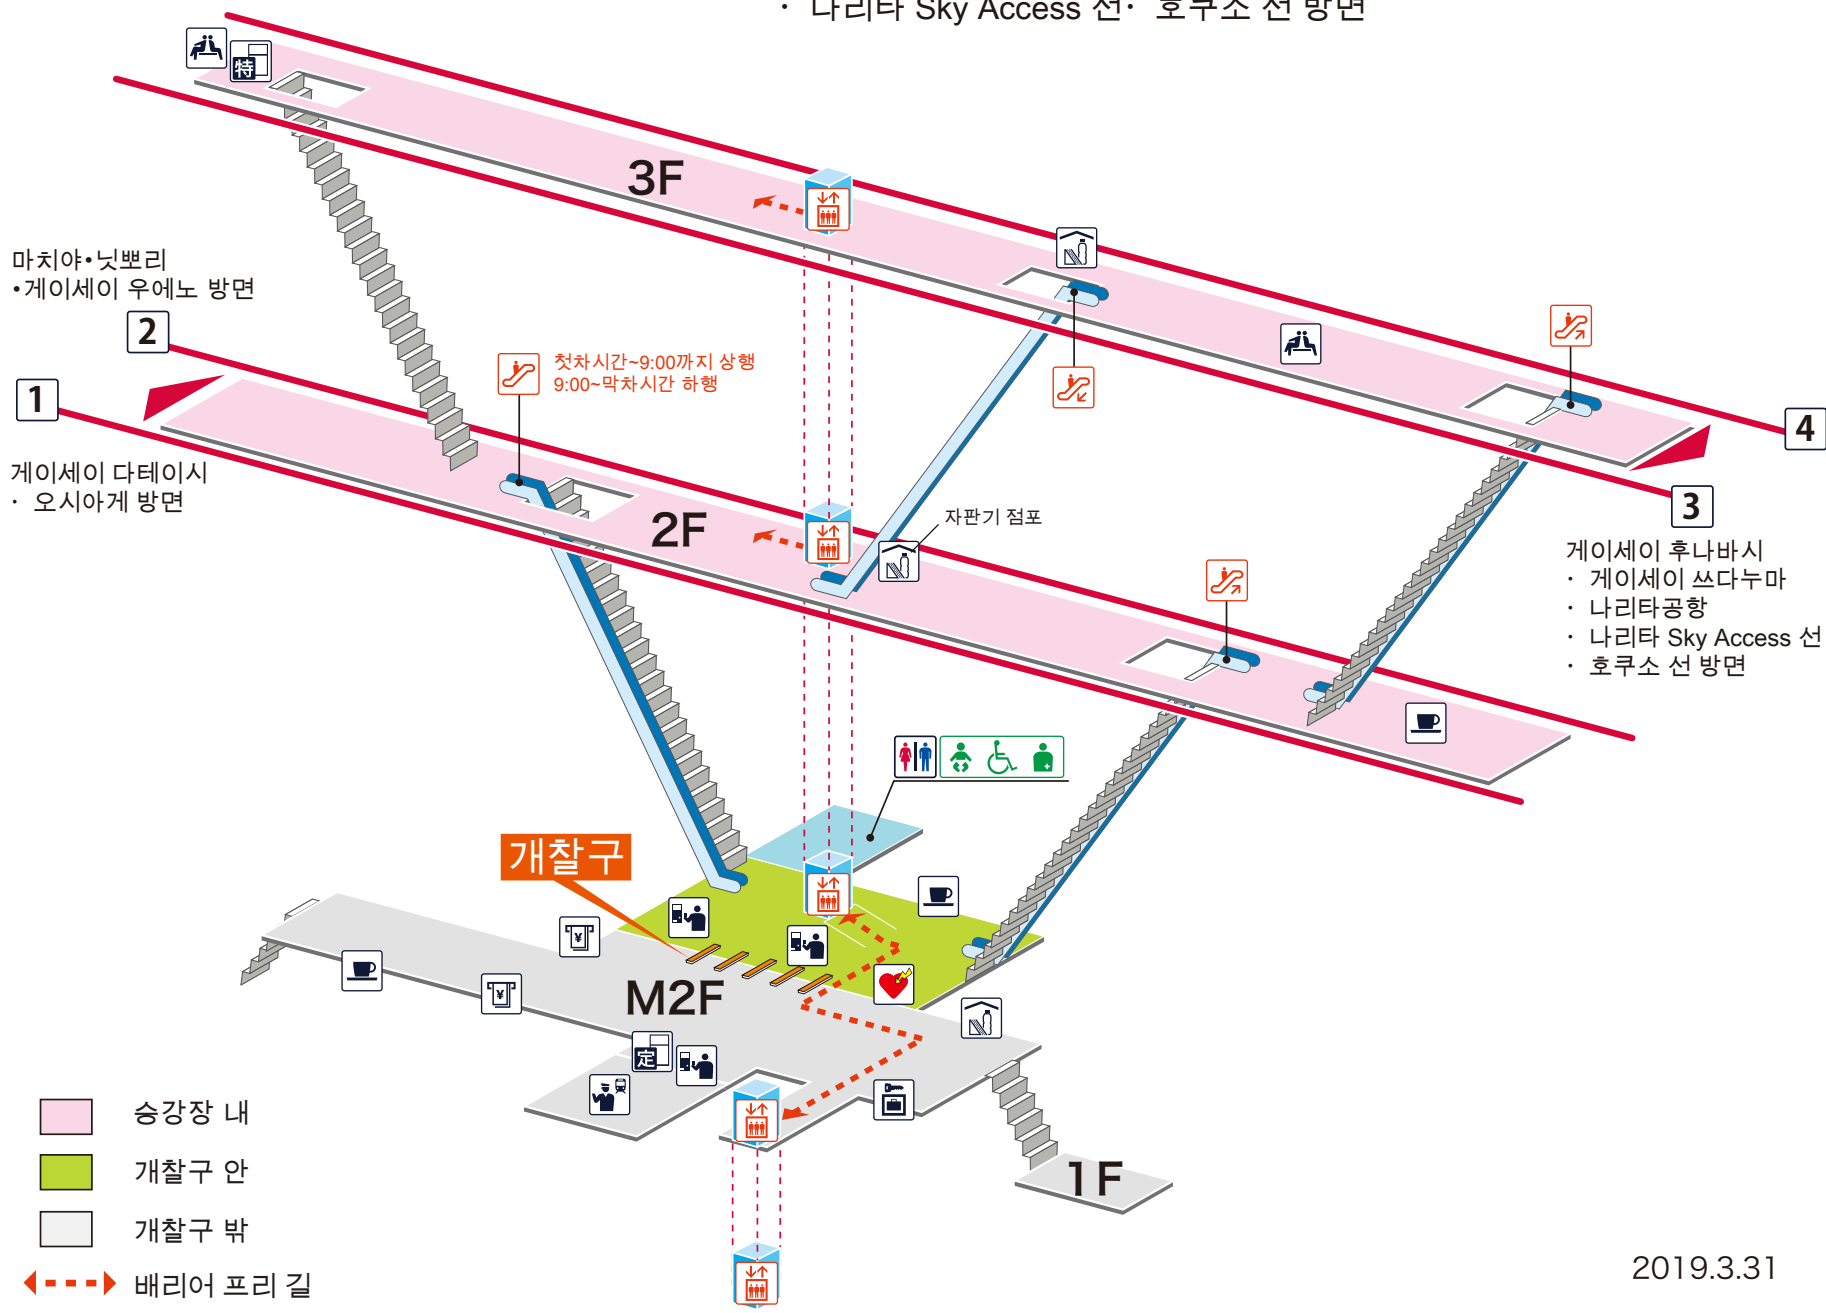 · 나리타 Sky Access 선· 호쿠소 선 방면
特
3F
마치야•닛뽀리
•게이세이 우에노 방면
2
1
첫차시간~9:00까지 상행
9:00~막차시간 하행
4
3
게이세이 다테이시
· 오시아게 방면
2F
자판기 점포
게이세이 후나바시
· 게이세이 쓰다누마
· 나리타공항
· 나리타 Sky Access 선
· 호쿠소 선 방면
개찰구
¥
¥
M2F
定
1F
승강장 내
개찰구 안
개찰구 밖
배리어 프리 길
2019.3.31